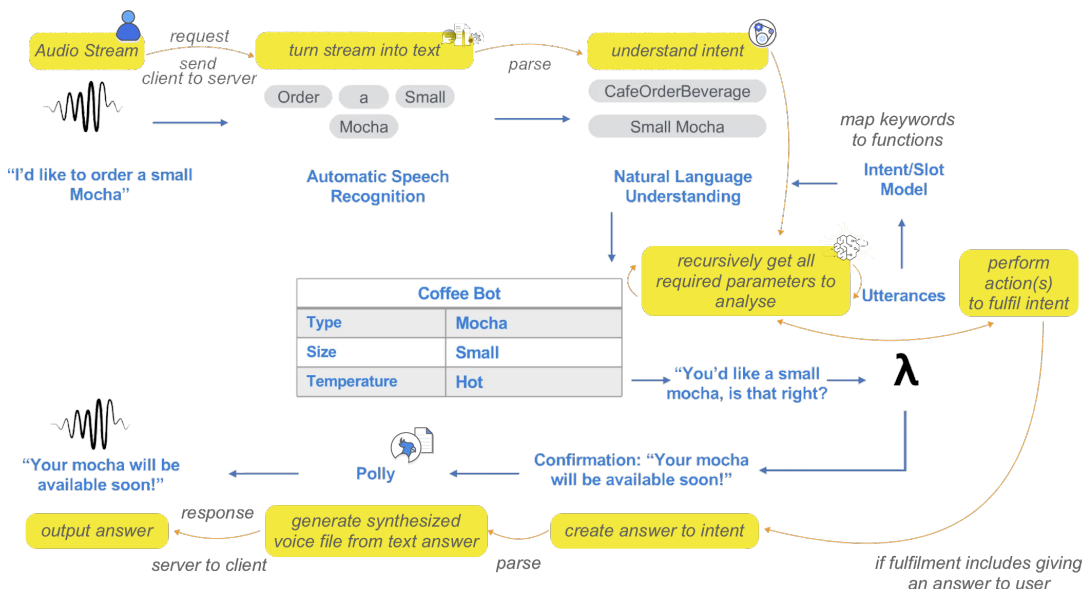 Audio Stream
request
send
client to server
turn stream into text
parse
understand intent
Order
a
Small
Mocha
CafeOrderBeverage
Small Mocha
map keywords
to functions
“I’d like to order a small
Mocha”
Automatic Speech
Recognition
Natural Language
Understanding
Intent/Slot
Model
recursively get all
required parameters to
analyse
Utterances
perform
action(s)
to fulfil intent
Coffee Bot
Type
Mocha
Size
Small
Temperature
Hot
“You’d like a small
mocha, is that right?
λ
“Your mocha will be
available soon!”
Polly
Confirmation: “Your mocha
will be available soon!”
output answer
response
server to client
generate synthesized
voice file from text answer
parse
create answer to intent
if fulfilment includes giving
an answer to user